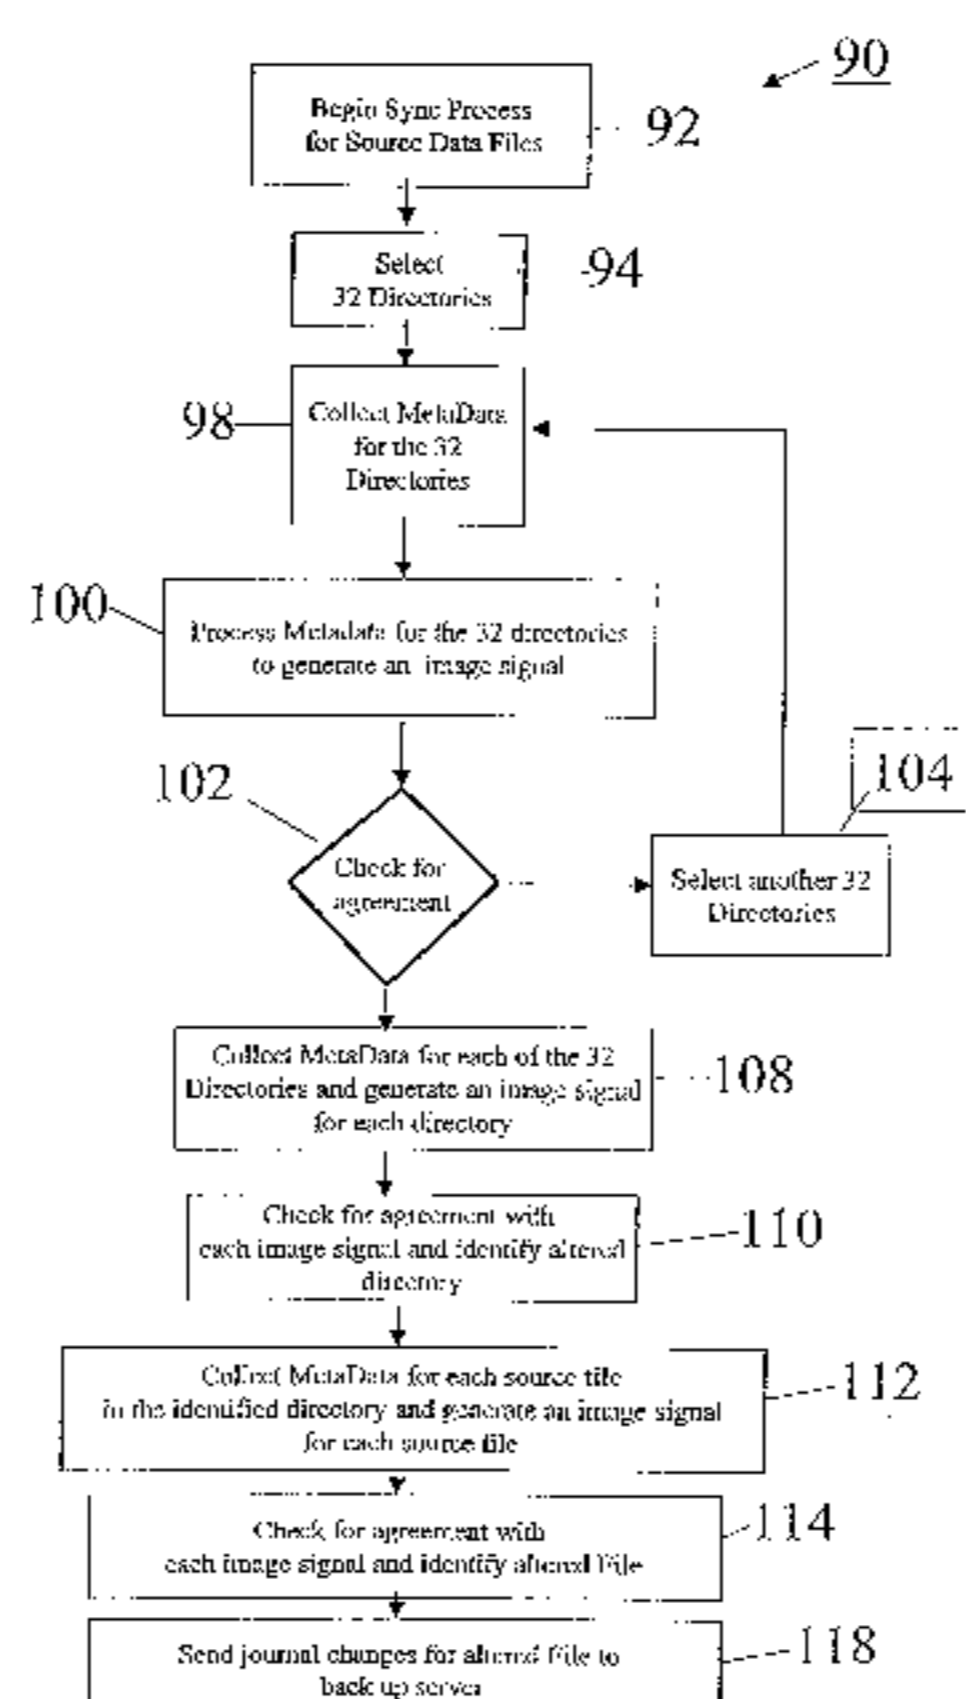 90
Begin Sync Process
for Source Data Files
92
Select
32 Directories
94
98
Collect MetaData
for the 32
Directories
100
Process Metadate for the 32 directories
to generate an image signal
102
Check for
agreement
104
Select another 32
Directories
Collect MetaData for each of the 32
Directories and generate an image signal
for each directory
108
Check for agreement with
each image signal and identify altered
directory
110
Collect MetaData for each source file
in the identified directory and generate an image signal
for each source file
112
Check for agreement with
each image signal and identify altered File
114
Send journal changes for altered File to
back up server
118